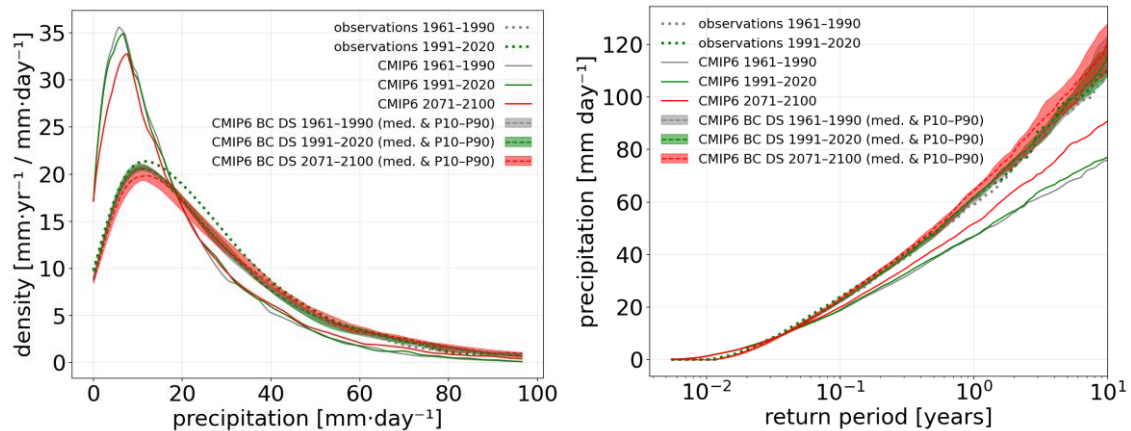 35
30
25
20
15
10
5
0
density [mm·yr⁻¹ / mm·day⁻¹]
observations 1961–1990
observations 1991–2020
CMIP6 1961–1990
CMIP6 1991–2020
CMIP6 2071–2100
CMIP6 BC DS 1961–1990 (med. & P10–P90)
CMIP6 BC DS 1991–2020 (med. & P10–P90)
CMIP6 BC DS 2071–2100 (med. & P10–P90)
0 20 40 60 80 100
precipitation [mm·day⁻¹]
120
100
80
60
40
20
0
precipitation [mm day⁻¹]
observations 1961–1990
observations 1991–2020
CMIP6 1961–1990
CMIP6 1991–2020
CMIP6 2071–2100
CMIP6 BC DS 1961–1990 (med. & P10–P90)
CMIP6 BC DS 1991–2020 (med. & P10–P90)
CMIP6 BC DS 2071–2100 (med. & P10–P90)
10⁻² 10⁻¹ 10⁰ 10¹
return period [years]